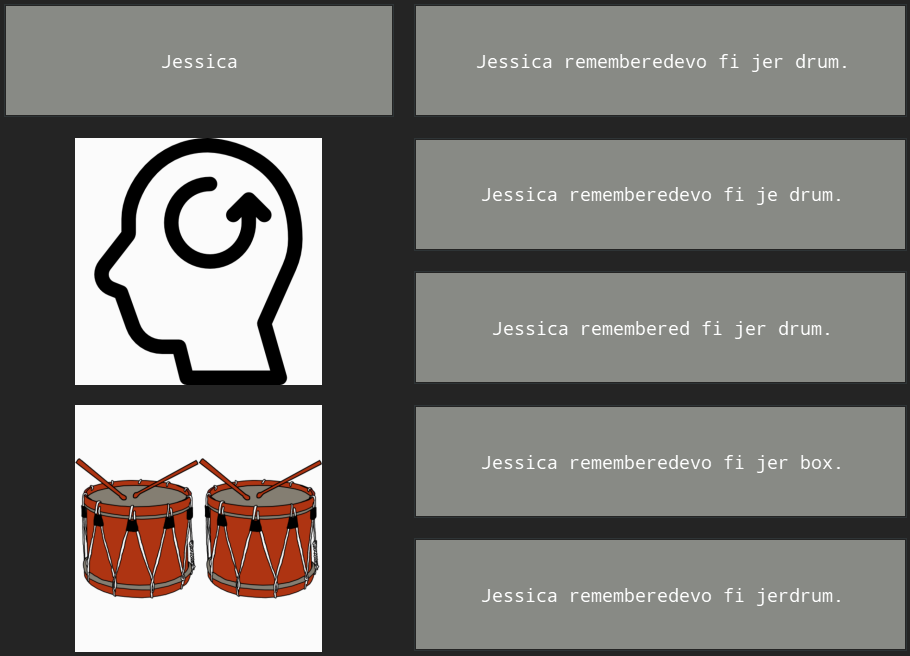 Jessica
Jessica rememberedevo fi jer drum.
Jessica rememberedevo fi je drum.
Jessica remembered fi jer drum.
Jessica rememberedevo fi jer box.
Jessica rememberedevo fi jerdrum.